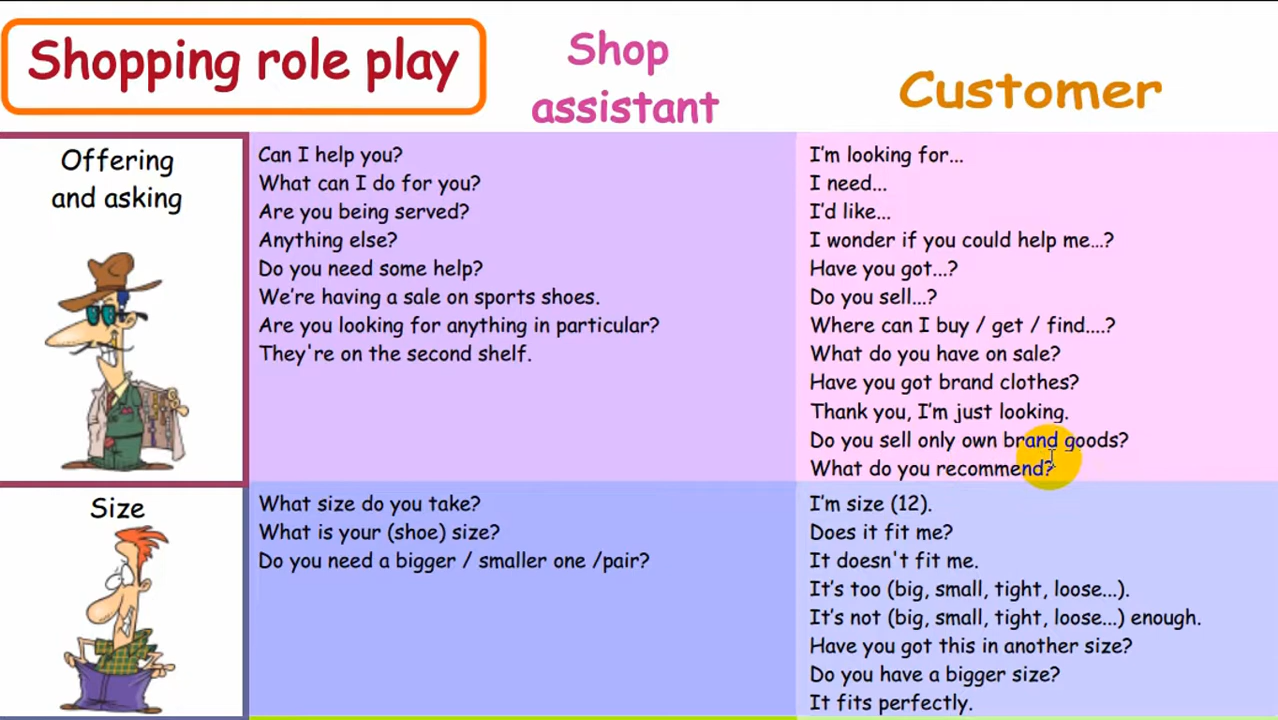 Shopping role play
Shop
assistant
Customer
Offering
and asking
Can I help you?
What can I do for you?
Are you being served?
Anything else?
Do you need some help?
We're having a sale on sports shoes.
Are you looking for anything in particular?
They're on the second shelf.
I'm looking for...
I need...
I'd like...
I wonder if you could help me...?
Have you got...?
Do you sell...?
Where can I buy / get / find....?
What do you have on sale?
Have you got brand clothes?
Thank you, I'm just looking.
Do you sell only own brand goods?
What do you recommend?
Size
What size do you take?
What is your (shoe) size?
Do you need a bigger / smaller one /pair?
I'm size (12).
Does it fit me?
It doesn't fit me.
It's too (big, small, tight, loose...).
It's not (big, small, tight, loose...) enough.
Have you got this in another size?
Do you have a bigger size?
It fits perfectly.